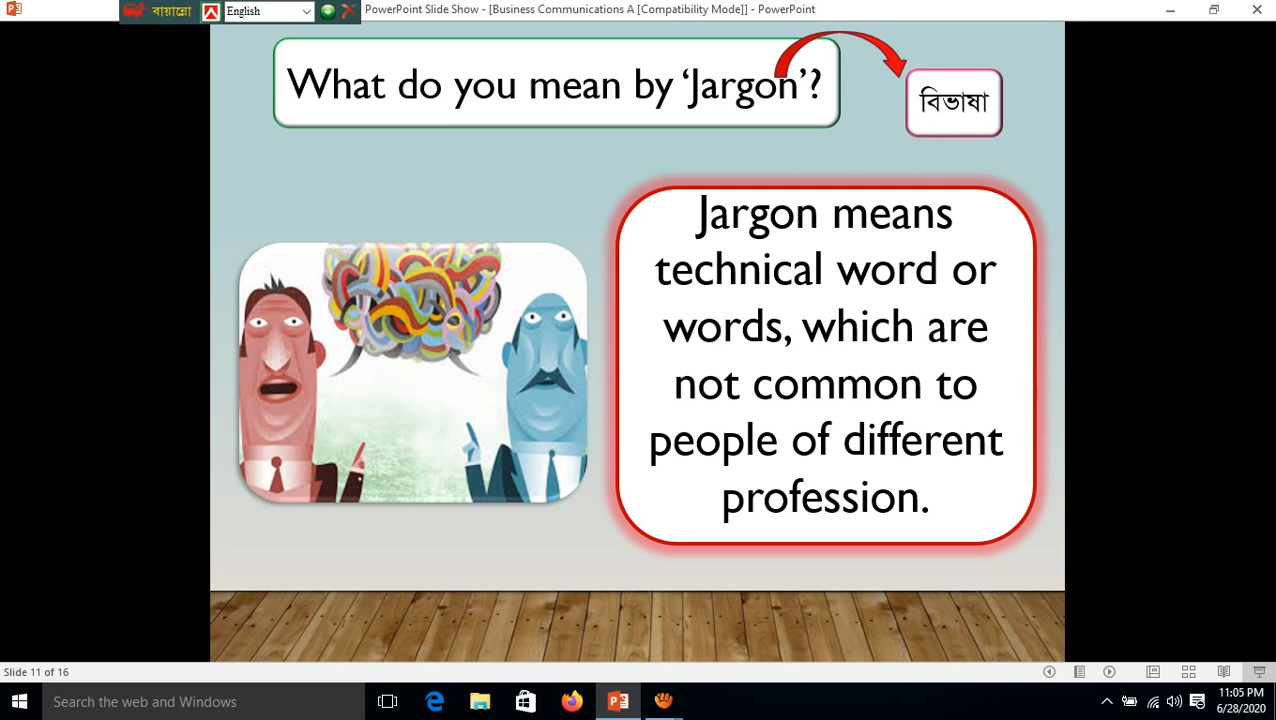 বায়ান্নো
English
PowerPoint Slide Show - [Business Communications A [Compatibility Mode]] - PowerPoint
What do you mean by ‘Jargon’?
বিভাষা
Jargon means
technical word or
words, which are
not common to
people of different
profession.
Slide 11 of 16
Search the web and Windows
11:05 PM
6/28/2020